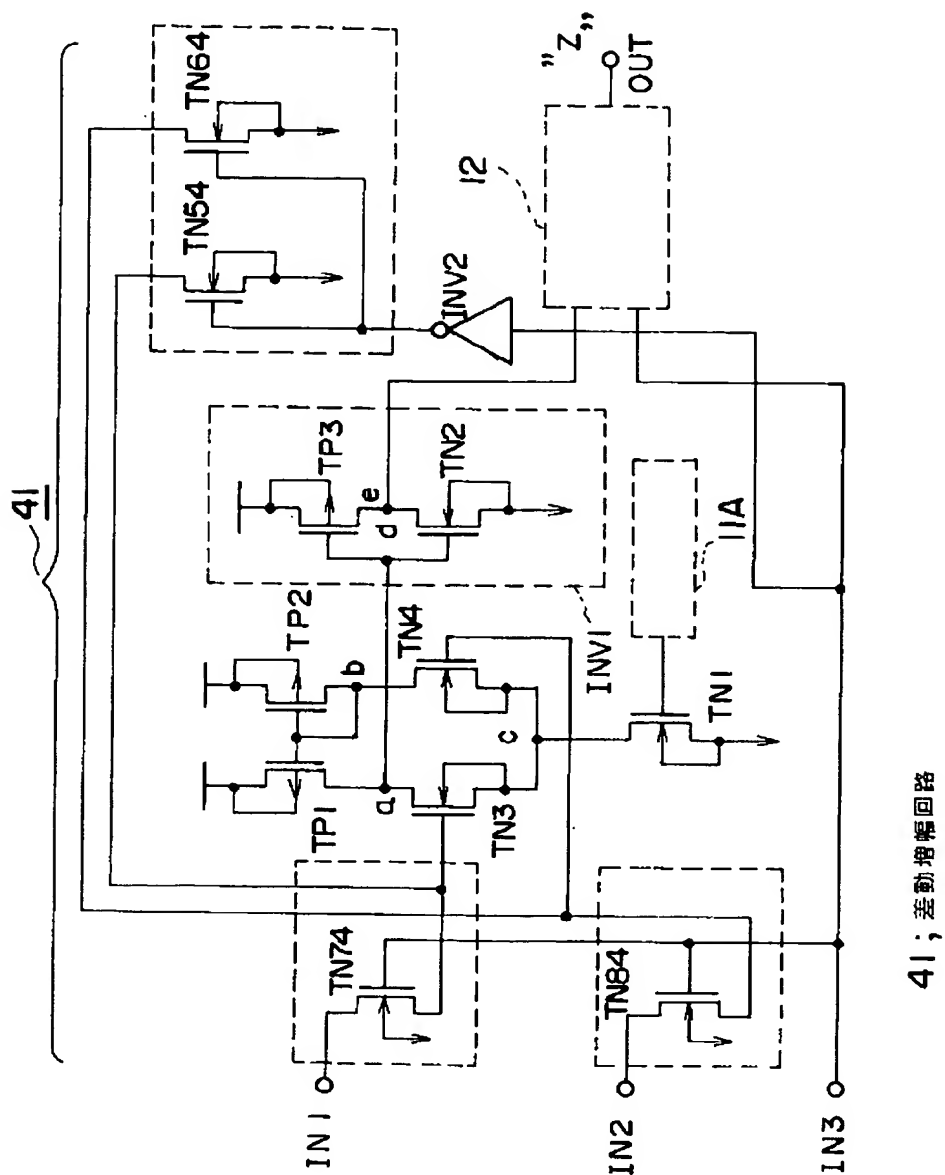 41
TN64
TN54
"Z"
OUT
12
INV2
TP3
e
d
TN2
TP2
b
TN4
TP1
a
TN3
c
INV1
11A
TN1
TN74
TN84
IN1
IN2
IN3
41；差動増幅回路